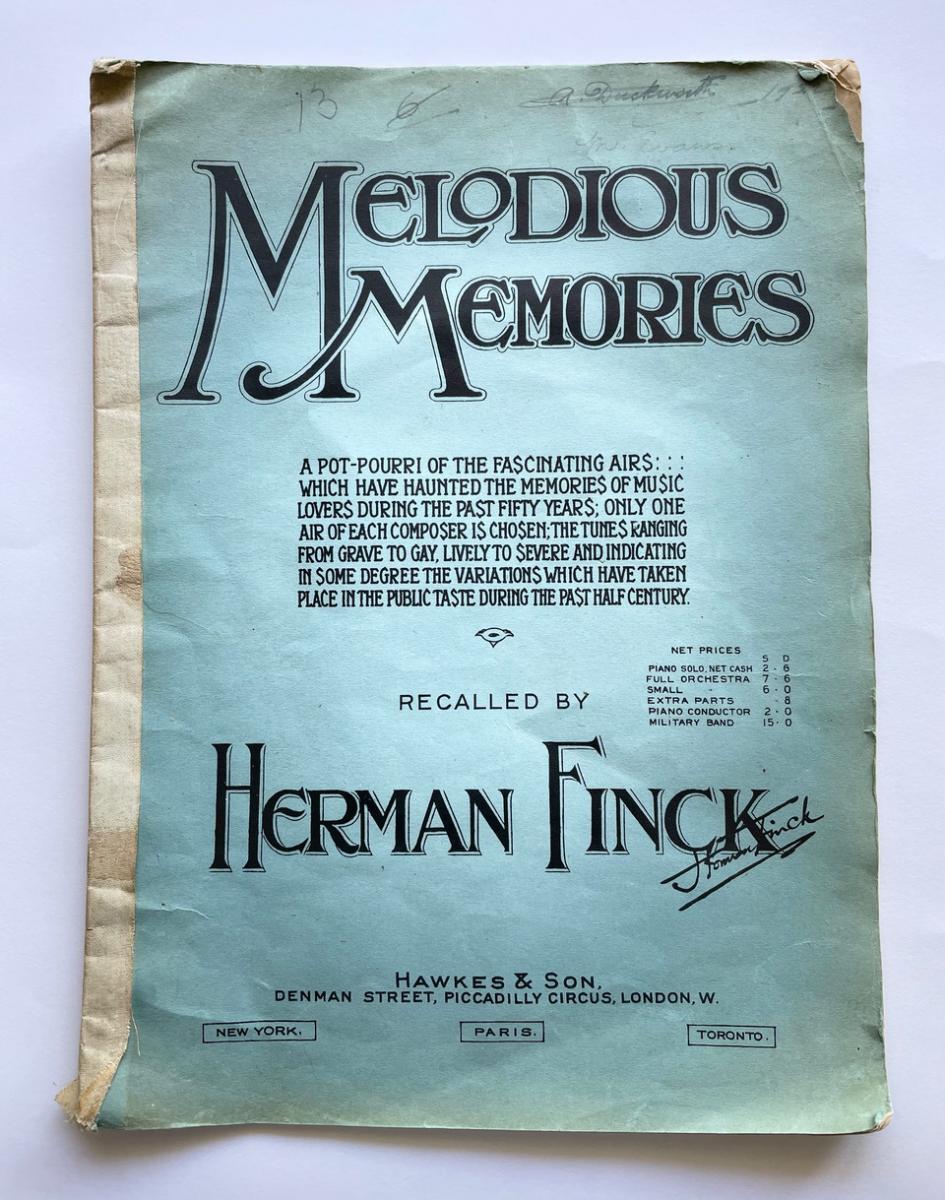 13 6 A. Duckworth
W. Evans.
MELODIOUS
MEMORIES
A POT-POURRI OF THE FASCINATING AIRS: : :
WHICH HAVE HAUNTED THE MEMORIES OF MUSIC
LOVERS DURING THE PAST FIFTY YEARS; ONLY ONE
AIR OF EACH COMPOSER IS CHOSEN; THE TUNES RANGING
FROM GRAVE TO GAY, LIVELY TO SEVERE AND, INDICATING
IN SOME DEGREE THE VARIATIONS WHICH HAVE TAKEN
PLACE IN THE PUBLIC TASTE DURING THE PAST HALF CENTURY.
NET PRICES
S D
PIANO SOLO, NET CASH 2 - 6
FULL ORCHESTRA 7 - 6
SMALL " 6 - 0
EXTRA PARTS - 8
PIANO CONDUCTOR 2 - 0
MILITARY BAND 15 - 0
RECALLED BY
HERMAN FINCK
Herman Finck
HAWKES & SON,
DENMAN STREET, PICCADILLY CIRCUS, LONDON, W.
NEW YORK. PARIS. TORONTO.